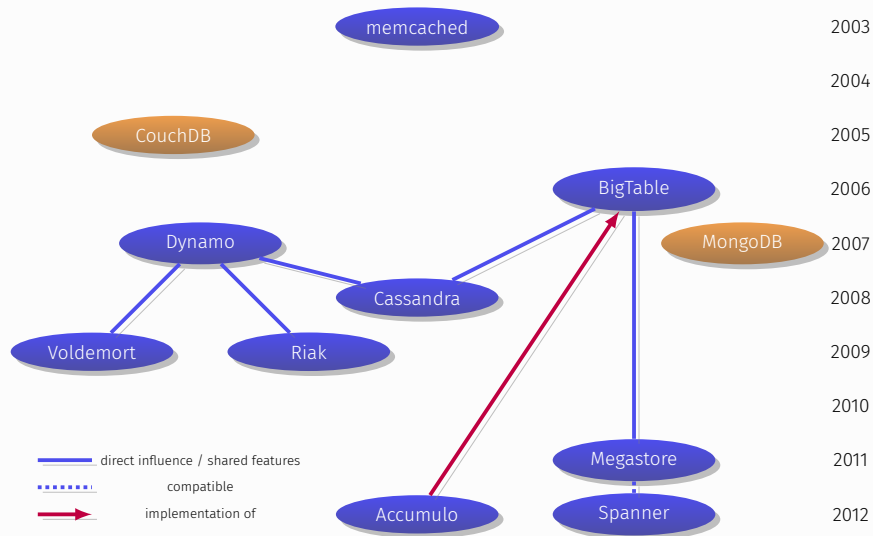 memcached 2003
2004
CouchDB 2005
BigTable 2006
Dynamo MongoDB 2007
Cassandra 2008
Voldemort Riak 2009
2010
direct influence / shared features Megastore 2011
compatible
implementation of Accumulo Spanner 2012